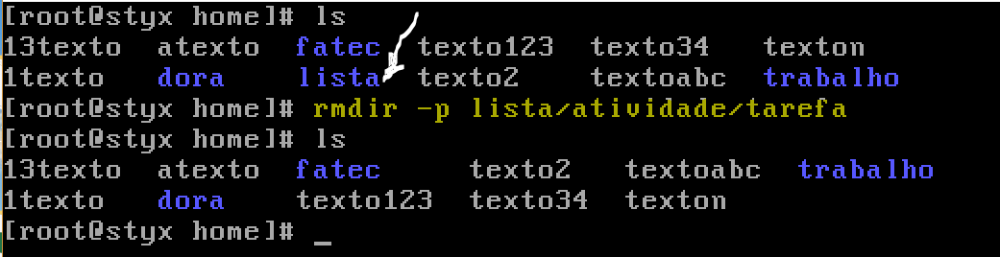 [root@styx home]# ls
13texto atexto fatec texto123 texto34 texton
1texto dora lista texto2 textoabc trabalho
[root@styx home]# rmdir -p lista/atividade/tarefa
[root@styx home]# ls
13texto atexto fatec texto2 textoabc trabalho
1texto dora texto123 texto34 texton
[root@styx home]# _